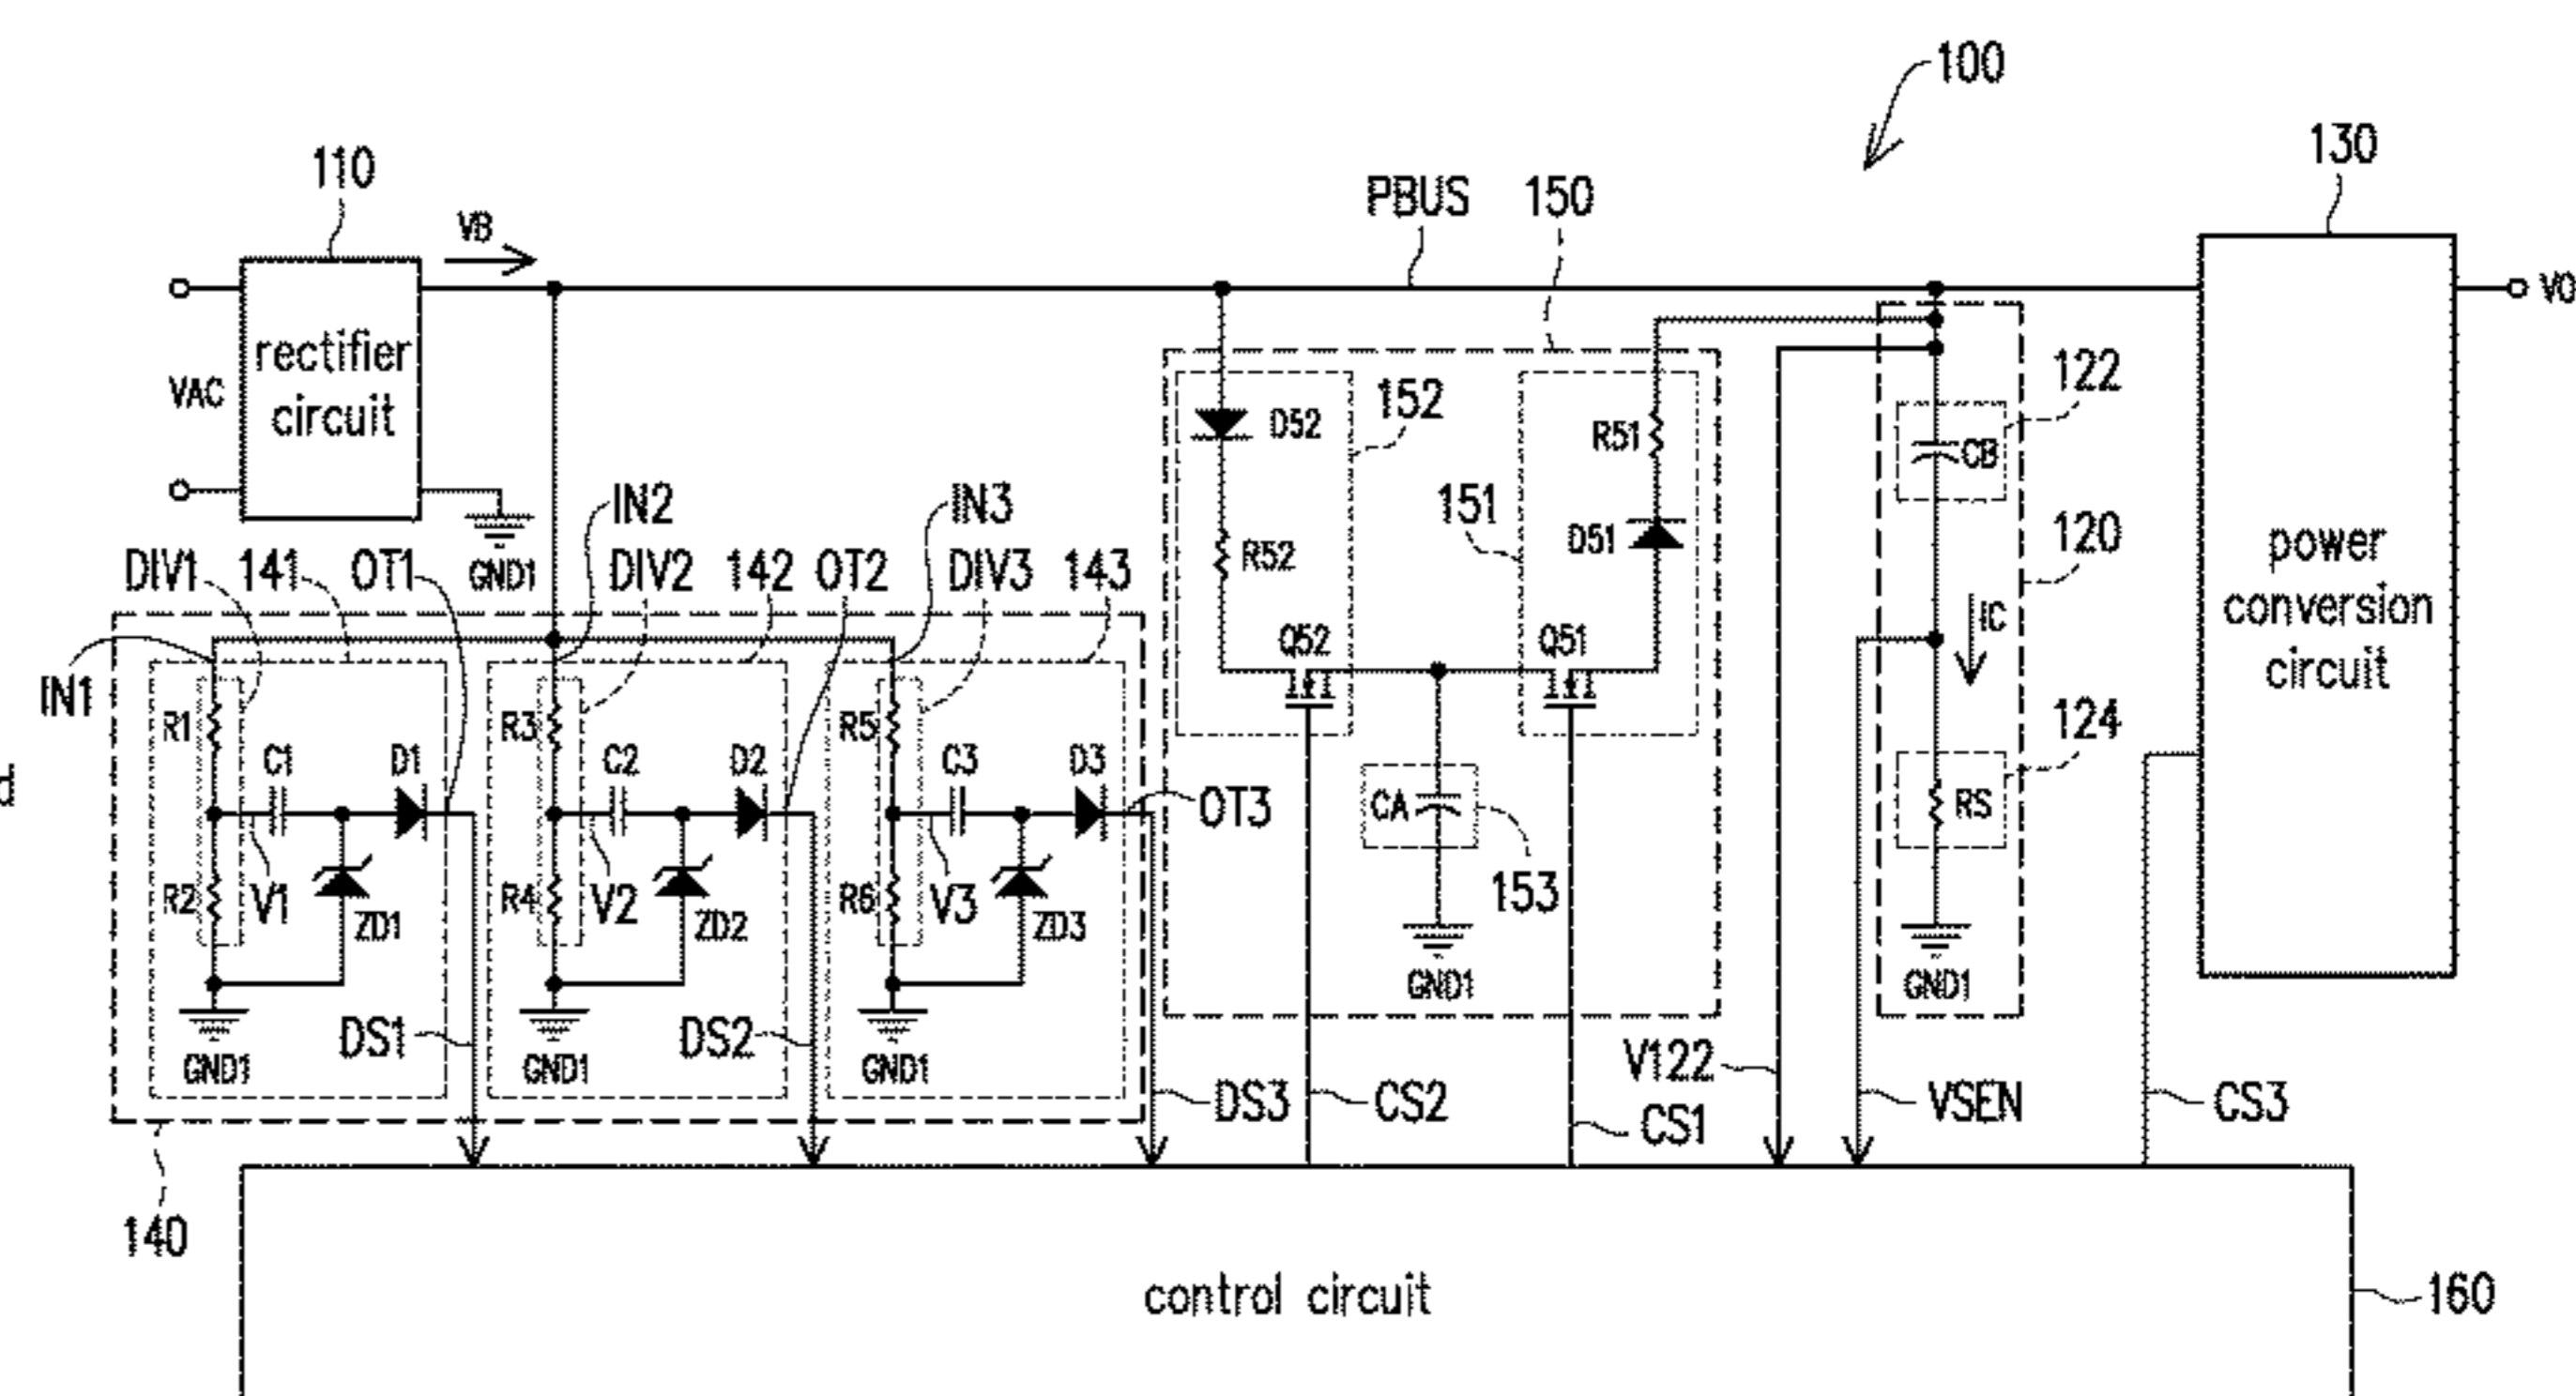 100
110
130
VB
PBUS
150
VO
rectifier
circuit
VAC
152
122
D52
R51
CB
IN2
IN3
151
120
DIV1
141
OT1
GND1
DIV2
142
OT2
DIV3
143
R52
D51
power
conversion
circuit
IC
Q52
Q51
IN1
R1
C1
D1
R3
C2
D2
R5
C3
D3
124
d
OT3
CA
RS
153
R2
V1
ZD1
R4
V2
ZD2
R6
V3
ZD3
GND1
GND1
DS1
DS2
GND1
GND1
GND1
V122
DS3
CS2
CS1
VSEN
CS3
140
control circuit
160